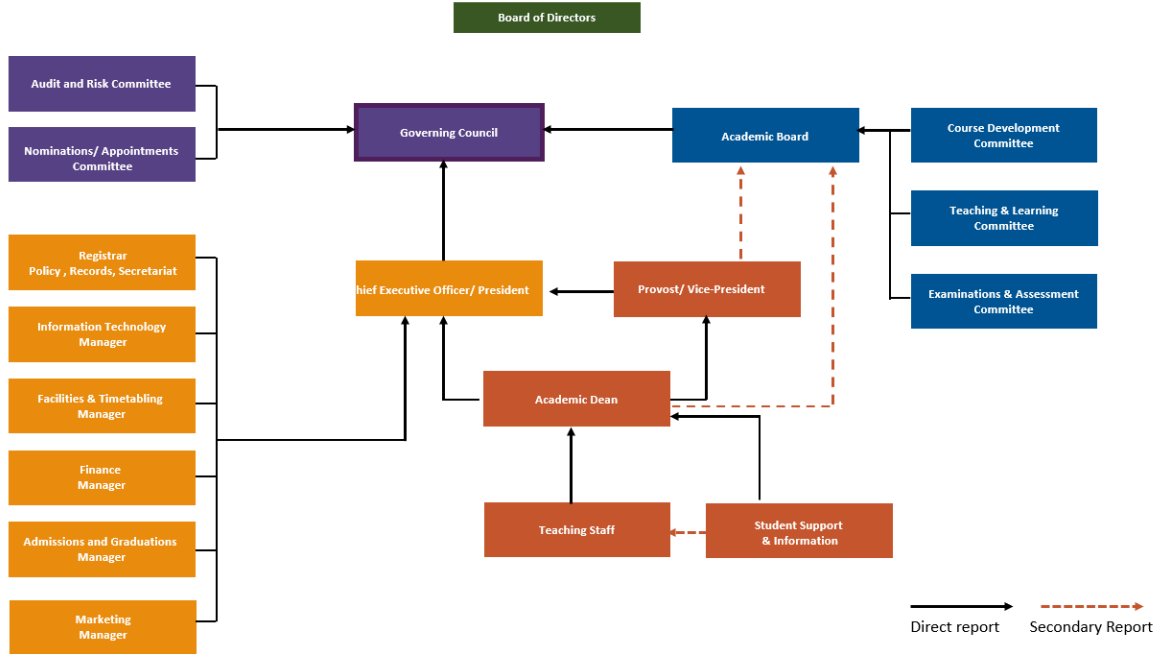 Board of Directors
Audit and Risk Committee
Nominations/ Appointments
Committee
Governing Council
Academic Board
Course Development
Committee
Teaching & Learning
Committee
Examinations & Assessment
Committee
Registrar
Policy , Records, Secretariat
Information Technology
Manager
Facilities & Timetabling
Manager
Finance
Manager
Admissions and Graduations
Manager
Marketing
Manager
hief Executive Officer/ President
Provost/ Vice-President
Academic Dean
Teaching Staff
Student Support
& Information
Direct report
Secondary Report